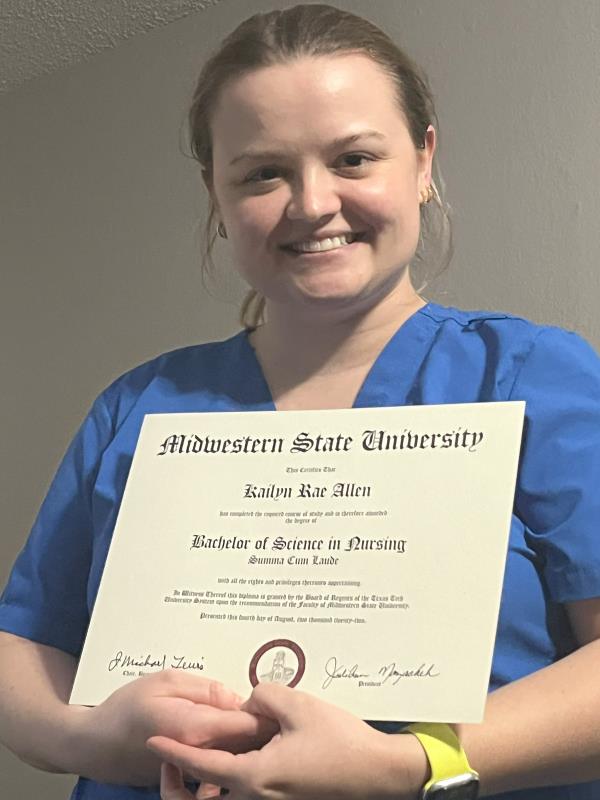 Midwestern State University
This Certifies That
Kailyn Rae Allen
has completed the required course of study and is therefore awarded
the degree of
Bachelor of Science in Nursing
Summa Cum Laude
with all the rights and privileges thereunto appertaining.
In Witness Thereof this diploma is granted by the Board of Regents of the Texas Tech
University System upon the recommendation of the Faculty of Midwestern State University.
Presented this fourth day of August, two thousand twenty-two.
J Michael Lewis
Chair,
President